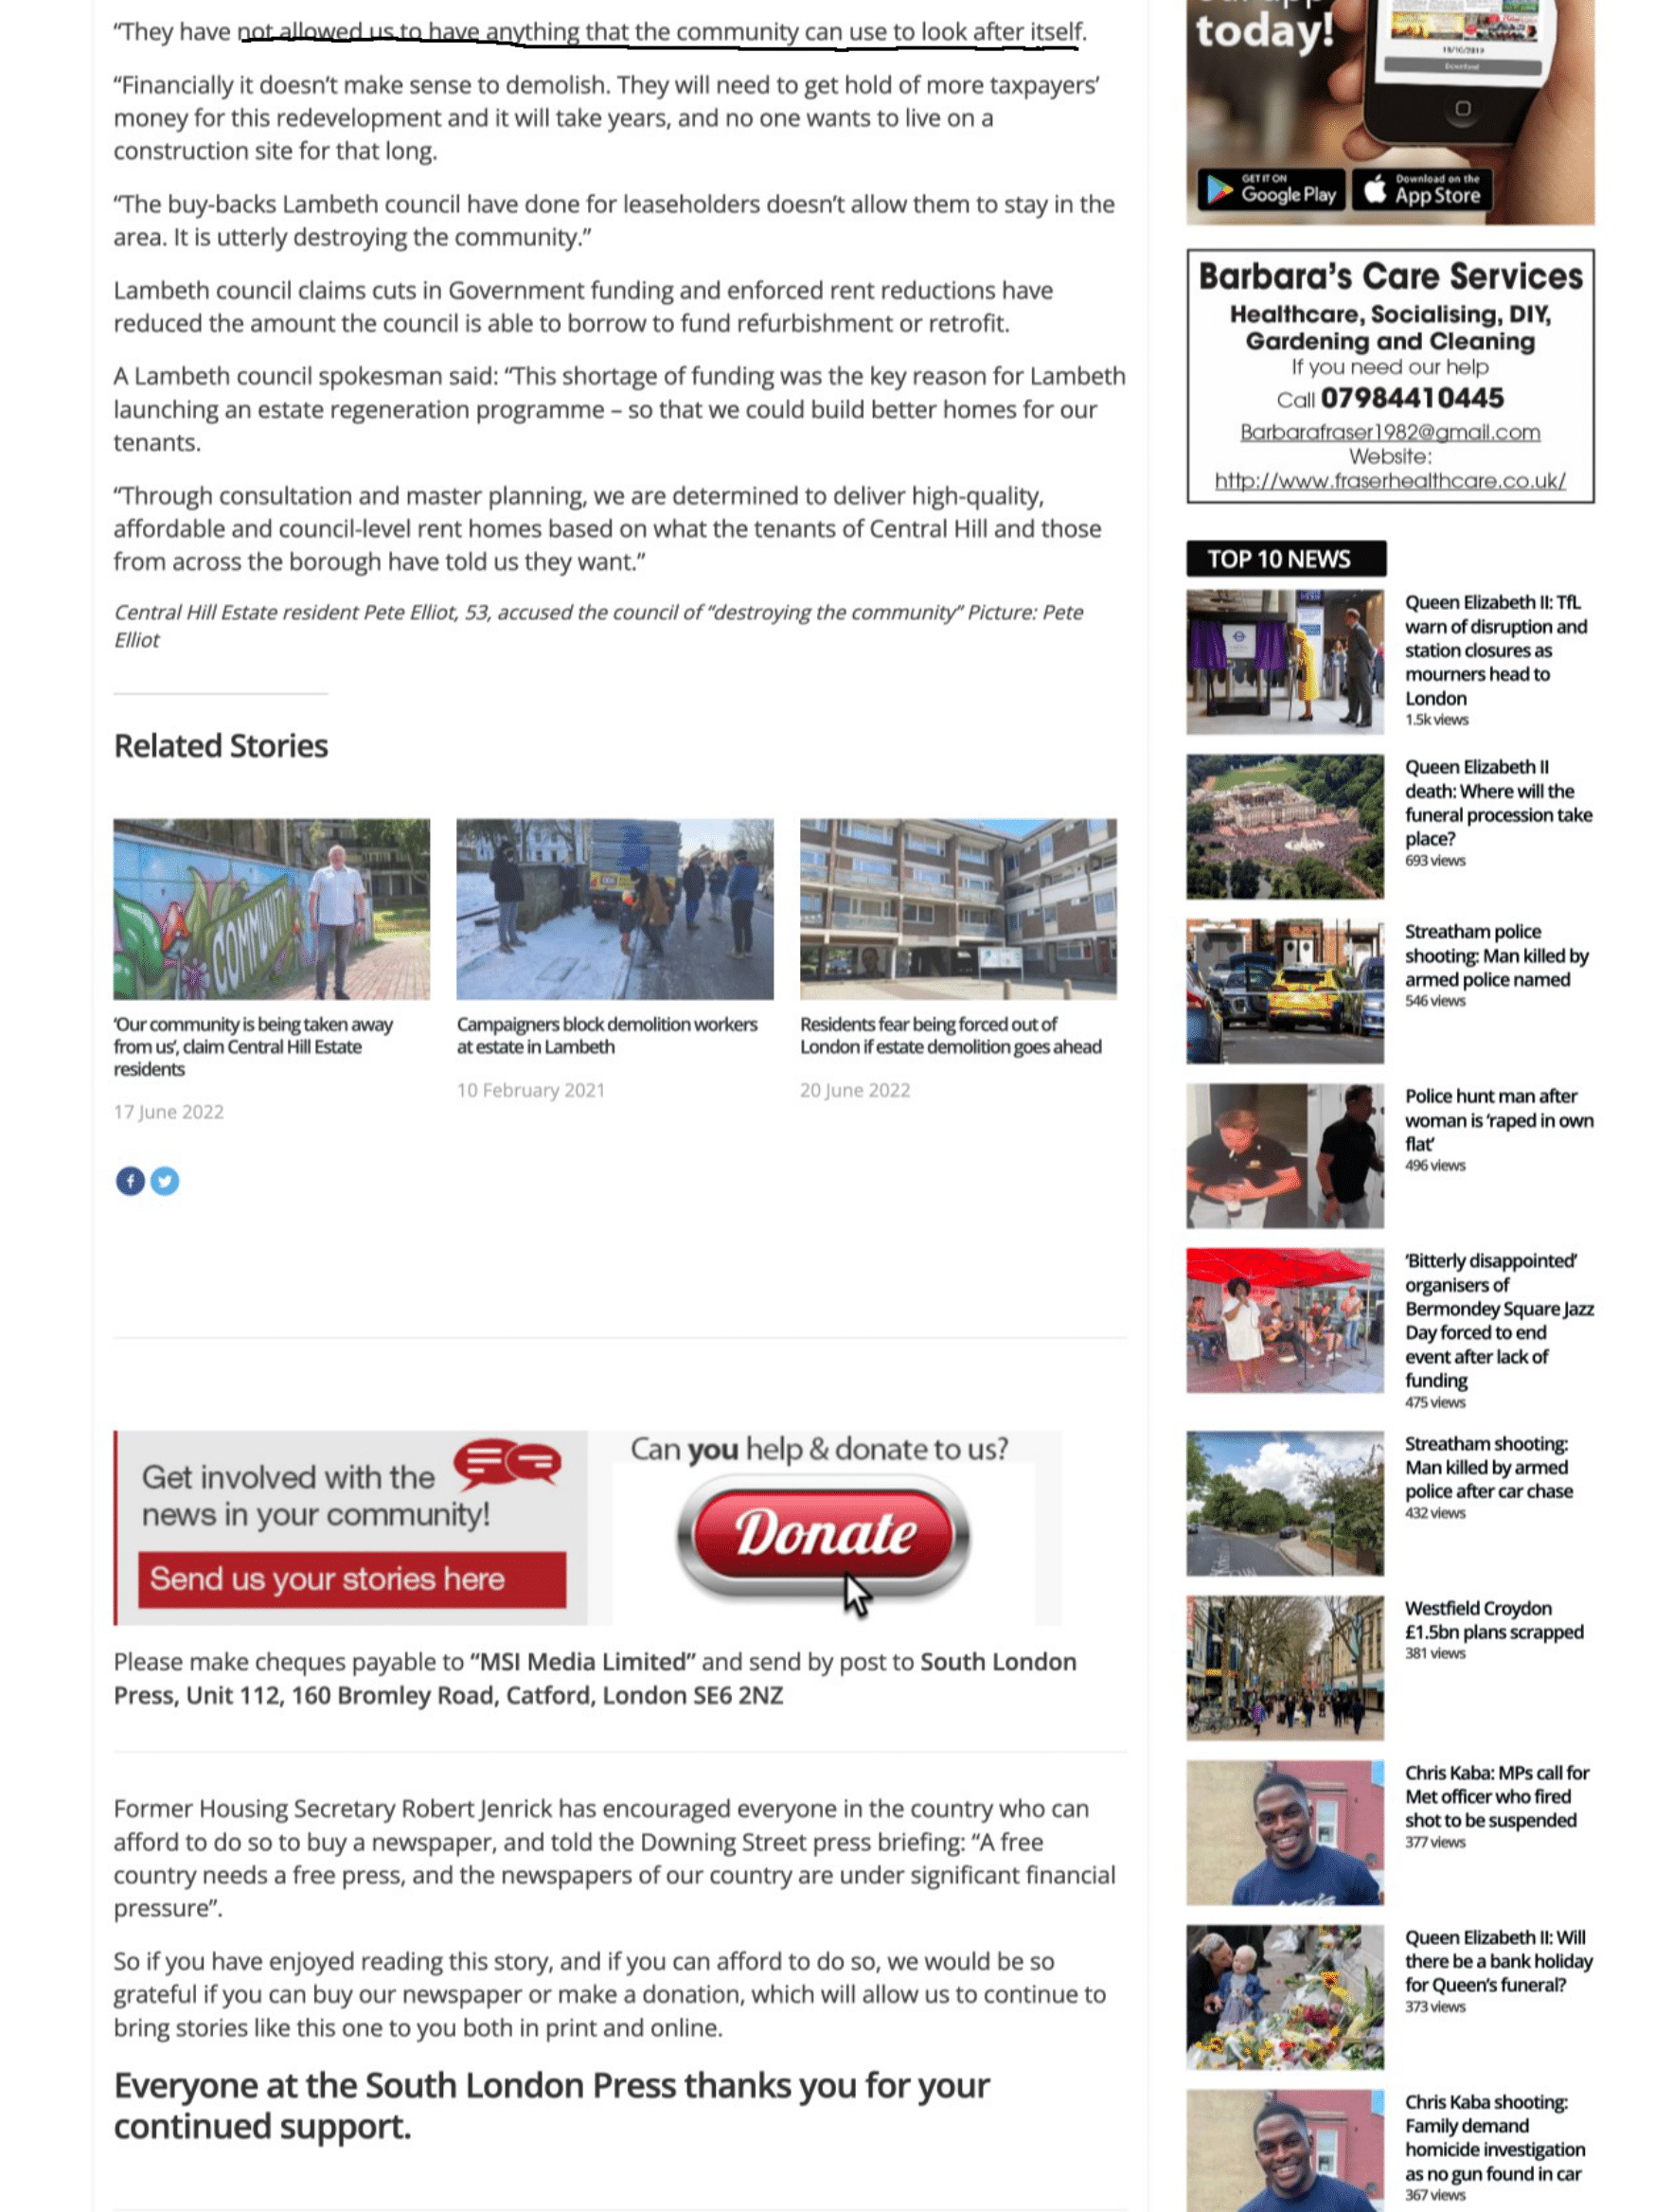 “They have not allowed us to have anything that the community can use to look after itself.
“Financially it doesn’t make sense to demolish. They will need to get hold of more taxpayers’
money for this redevelopment and it will take years, and no one wants to live on a
construction site for that long.
“The buy-backs Lambeth council have done for leaseholders doesn’t allow them to stay in the
area. It is utterly destroying the community.”
Lambeth council claims cuts in Government funding and enforced rent reductions have
reduced the amount the council is able to borrow to fund refurbishment or retrofit.
A Lambeth council spokesman said: “This shortage of funding was the key reason for Lambeth
launching an estate regeneration programme – so that we could build better homes for our
tenants.
“Through consultation and master planning, we are determined to deliver high-quality,
affordable and council-level rent homes based on what the tenants of Central Hill and those
from across the borough have told us they want.”
Central Hill Estate resident Pete Elliot, 53, accused the council of “destroying the community” Picture: Pete
Elliot
Related Stories
COMMUNITY
‘Our community is being taken away
from us’, claim Central Hill Estate
residents
17 June 2022
Campaigners block demolition workers
at estate in Lambeth
10 February 2021
Residents fear being forced out of
London if estate demolition goes ahead
20 June 2022
Get involved with the
news in your community!
Send us your stories here
Can you help & donate to us?
Donate
Please make cheques payable to “MSI Media Limited” and send by post to South London
Press, Unit 112, 160 Bromley Road, Catford, London SE6 2NZ
Former Housing Secretary Robert Jenrick has encouraged everyone in the country who can
afford to do so to buy a newspaper, and told the Downing Street press briefing: “A free
country needs a free press, and the newspapers of our country are under significant financial
pressure”.
So if you have enjoyed reading this story, and if you can afford to do so, we would be so
grateful if you can buy our newspaper or make a donation, which will allow us to continue to
bring stories like this one to you both in print and online.
Everyone at the South London Press thanks you for your
continued support.
today!
Download
GET IT ON
Google Play
Download on the
App Store
Barbara’s Care Services
Healthcare, Socialising, DIY,
Gardening and Cleaning
If you need our help
Call 07984410445
Barbarafraser1982@gmail.com
Website:
http://www.fraserhealthcare.co.uk/
TOP 10 NEWS
Queen Elizabeth II: TfL
warn of disruption and
station closures as
mourners head to
London
1.5k views
Queen Elizabeth II
death: Where will the
funeral procession take
place?
693 views
Streatham police
shooting: Man killed by
armed police named
546 views
Police hunt man after
woman is ‘raped in own
flat’
496 views
‘Bitterly disappointed’
organisers of
Bermondey Square Jazz
Day forced to end
event after lack of
funding
475 views
Streatham shooting:
Man killed by armed
police after car chase
432 views
Westfield Croydon
£1.5bn plans scrapped
381 views
Chris Kaba: MPs call for
Met officer who fired
shot to be suspended
377 views
Queen Elizabeth II: Will
there be a bank holiday
for Queen’s funeral?
373 views
Chris Kaba shooting:
Family demand
homicide investigation
as no gun found in car
367 views